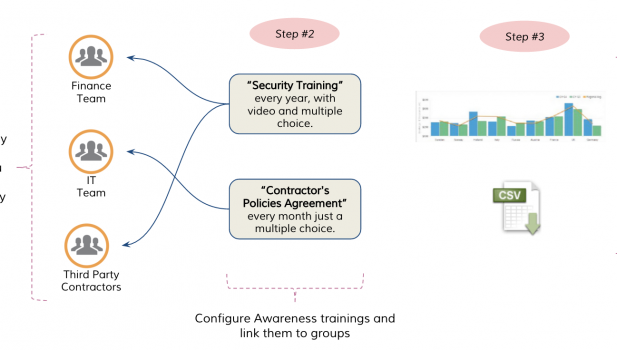 Step #2
Step #3
Finance
Team
"Security Training"
every year, with
video and multiple
choice.
y
IT
Team
y
"Contractor's
Policies Agreement"
every month just a
multiple choice.
CSV
Third Party
Contractors
Configure Awareness trainings and
link them to groups